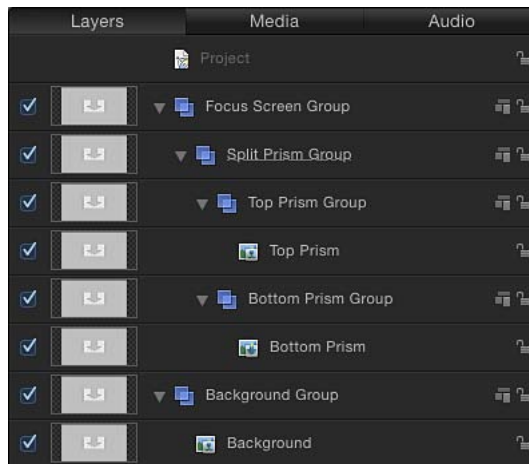 Layers Media Audio
Project
Focus Screen Group
Split Prism Group
Top Prism Group
Top Prism
Bottom Prism Group
Bottom Prism
Background Group
Background